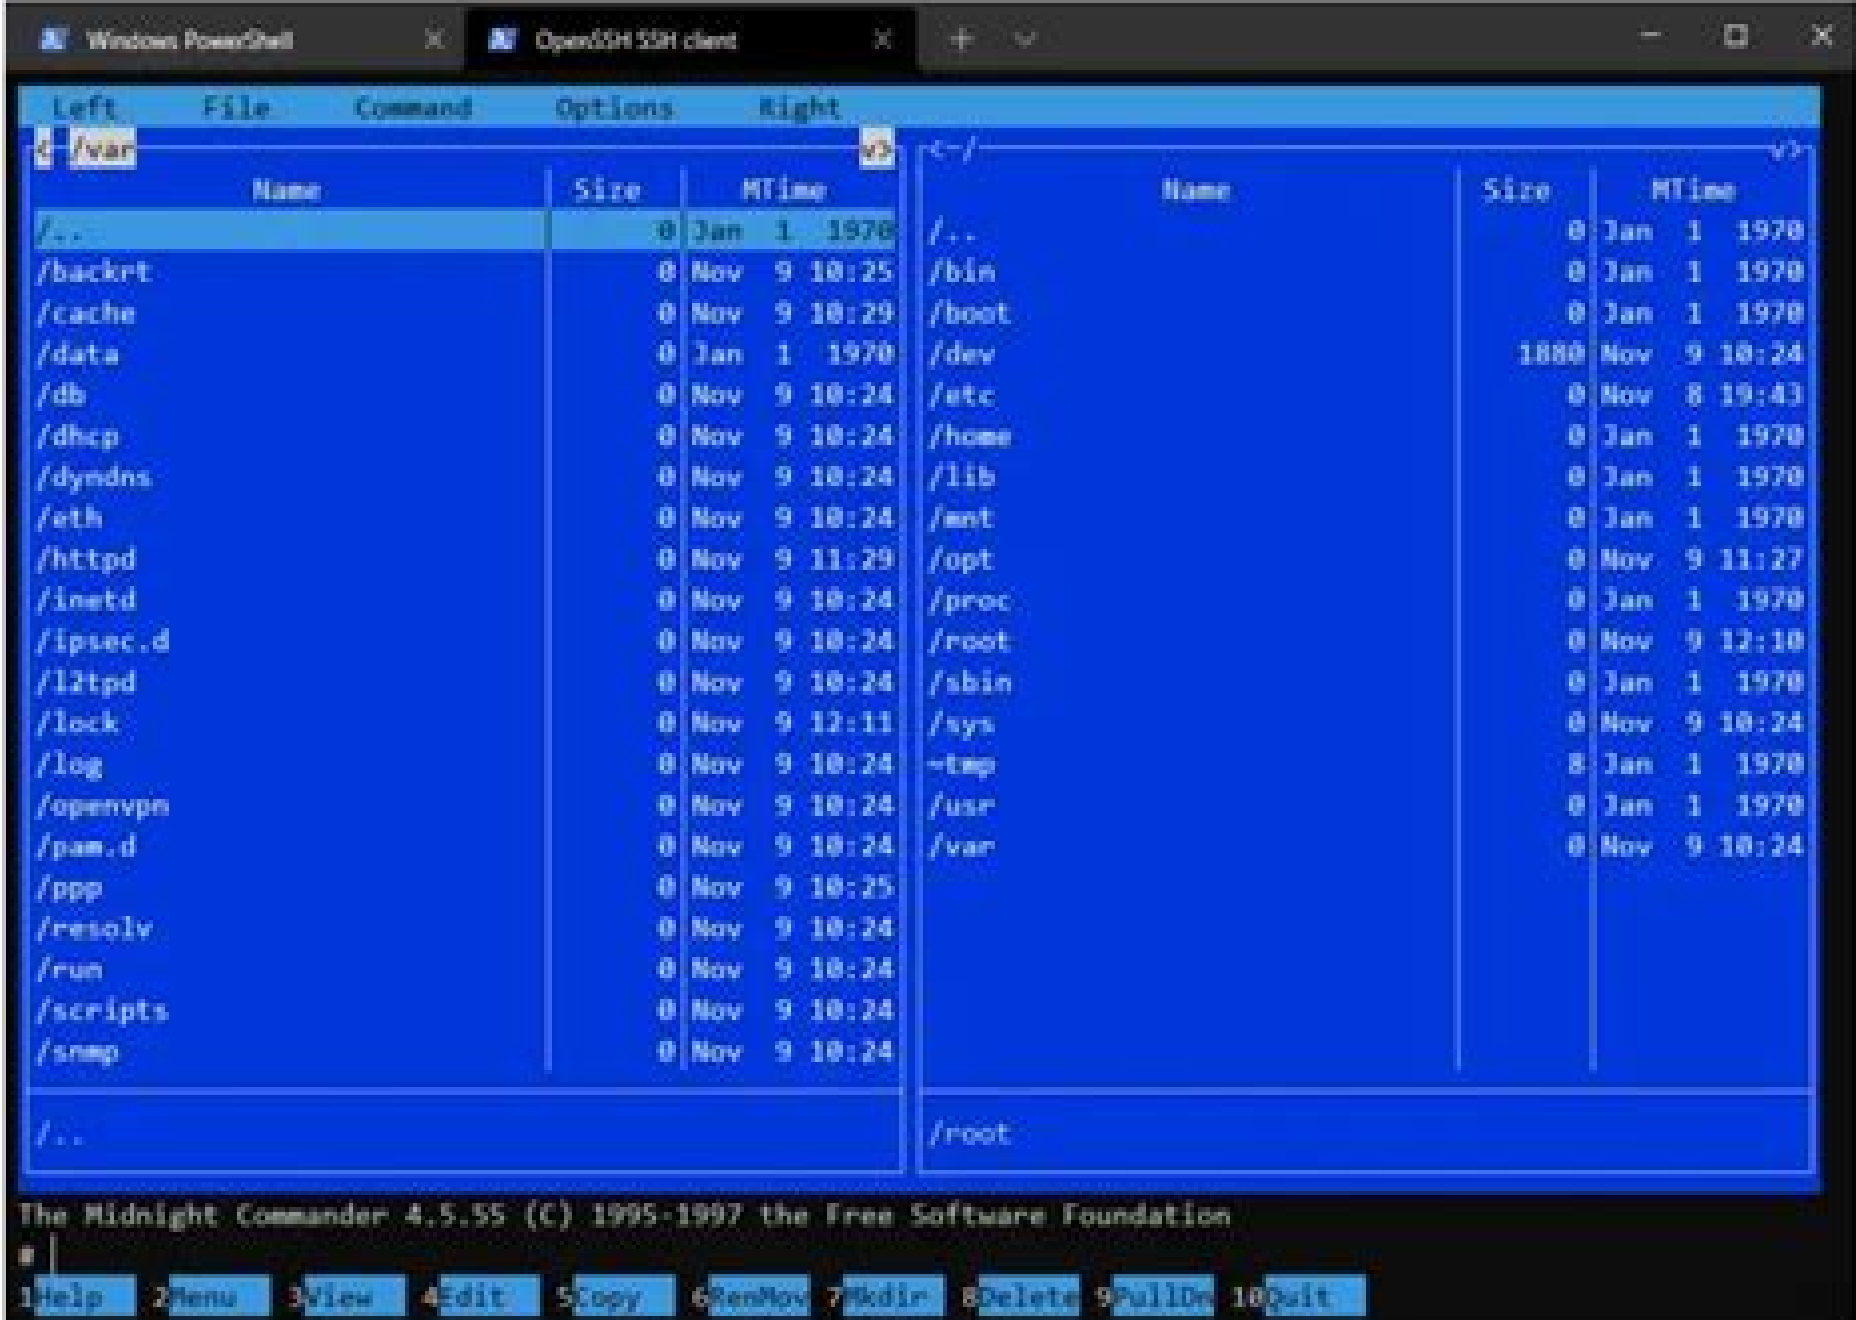 Windows PowerShell OpenSSH SSH client
Left File Command Options Right
< /var v> <-/ v>
Name Size MTime Name Size MTime
/.. 0 Jan 1 1970 /.. 0 Jan 1 1970
/backrt 0 Nov 9 10:25 /bin 0 Jan 1 1970
/cache 0 Nov 9 10:29 /boot 0 Jan 1 1970
/data 0 Jan 1 1970 /dev 1880 Nov 9 10:24
/db 0 Nov 9 10:24 /etc 0 Nov 8 19:43
/dhcp 0 Nov 9 10:24 /home 0 Jan 1 1970
/dyndns 0 Nov 9 10:24 /lib 0 Jan 1 1970
/eth 0 Nov 9 10:24 /mnt 0 Jan 1 1970
/httpd 0 Nov 9 11:29 /opt 0 Nov 9 11:27
/inetd 0 Nov 9 10:24 /proc 0 Jan 1 1970
/ipsec.d 0 Nov 9 10:24 /root 0 Nov 9 12:10
/l2tpd 0 Nov 9 10:24 /sbin 0 Jan 1 1970
/lock 0 Nov 9 12:11 /sys 0 Nov 9 10:24
/log 0 Nov 9 10:24 ~tmp 8 Jan 1 1970
/openvpn 0 Nov 9 10:24 /usr 0 Jan 1 1970
/pam.d 0 Nov 9 10:24 /var 0 Nov 9 10:24
/ppp 0 Nov 9 10:25
/resolv 0 Nov 9 10:24
/run 0 Nov 9 10:24
/scripts 0 Nov 9 10:24
/snmp 0 Nov 9 10:24
/.. /root
The Midnight Commander 4.5.55 (C) 1995-1997 the Free Software Foundation
#
1Help 2Menu 3View 4Edit 5Copy 6RenMov 7Mkdir 8Delete 9PullDn 10Quit